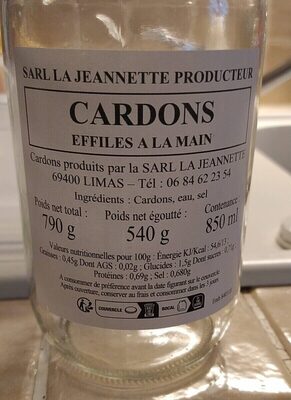 SARL LA JEANNETTE PRODUCTEUR
CARDONS
EFFILES A LA MAIN
Cardons produits par la SARL LA JEANNETTE
69400 LIMAS – Tél : 06 84 62 23 54
Ingrédients : Cardons, eau, sel
Poids net total : Poids net égoutté : Contenance :
790 g 540 g 850 ml
Valeurs nutritionnelles pour 100g : Energie KJ/Kcal : 54,6/13
Graisses : 0,45g Dont AGS : 0,02g ; Glucides : 1,5g Dont sucres :
Protéines : 0,69g ; Sel : 0,680g
A consommer de préférence avant la date figurant sur le couvercle
Après ouverture, conserver au frais et consommer dans les 3 jours
COUVERCLE BOCAL